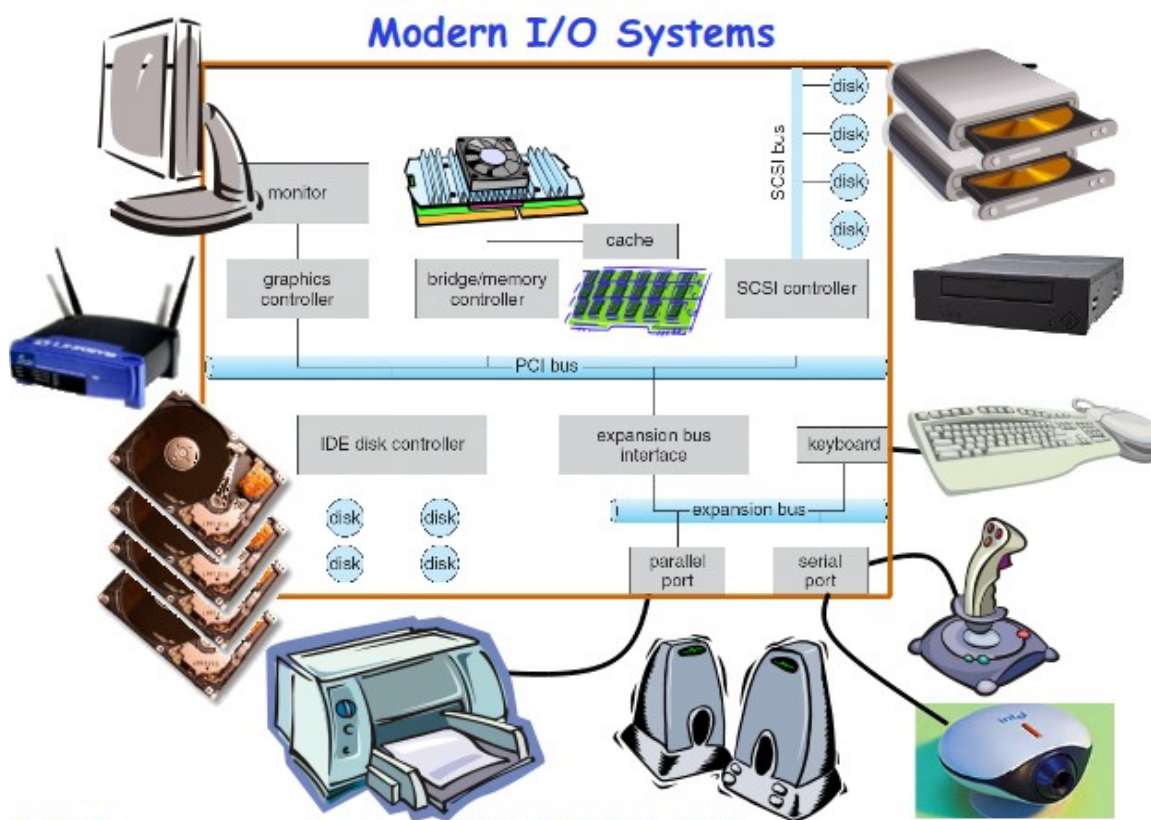 Modern I/O Systems
disk
disk
SCSI bus
disk
disk
monitor
cache
graphics
controller
bridge/memory
controller
SCSI controller
PCI bus
IDE disk controller
expansion bus
interface
keyboard
expansion bus
disk
disk
disk
disk
parallel
port
serial
port
intel